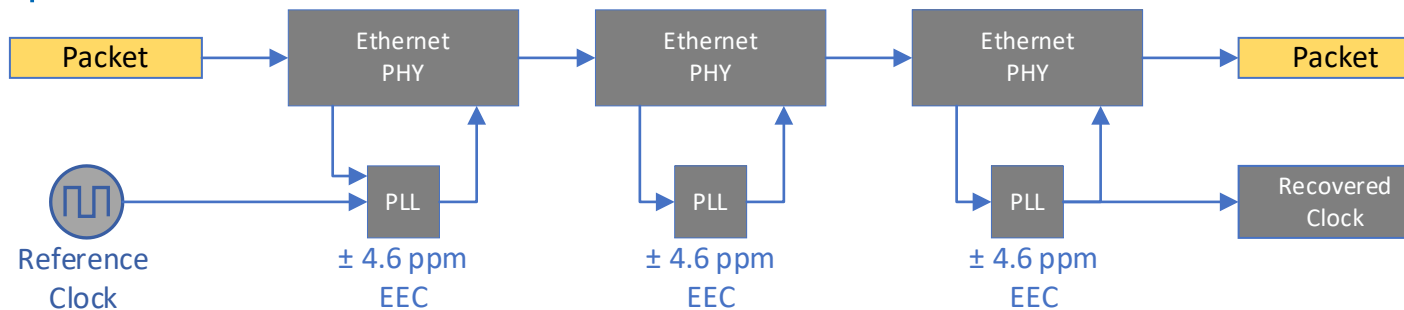 Packet
Ethernet
PHY
Ethernet
PHY
Ethernet
PHY
Packet
Reference
Clock
PLL
± 4.6 ppm
EEC
PLL
± 4.6 ppm
EEC
PLL
± 4.6 ppm
EEC
Recovered
Clock